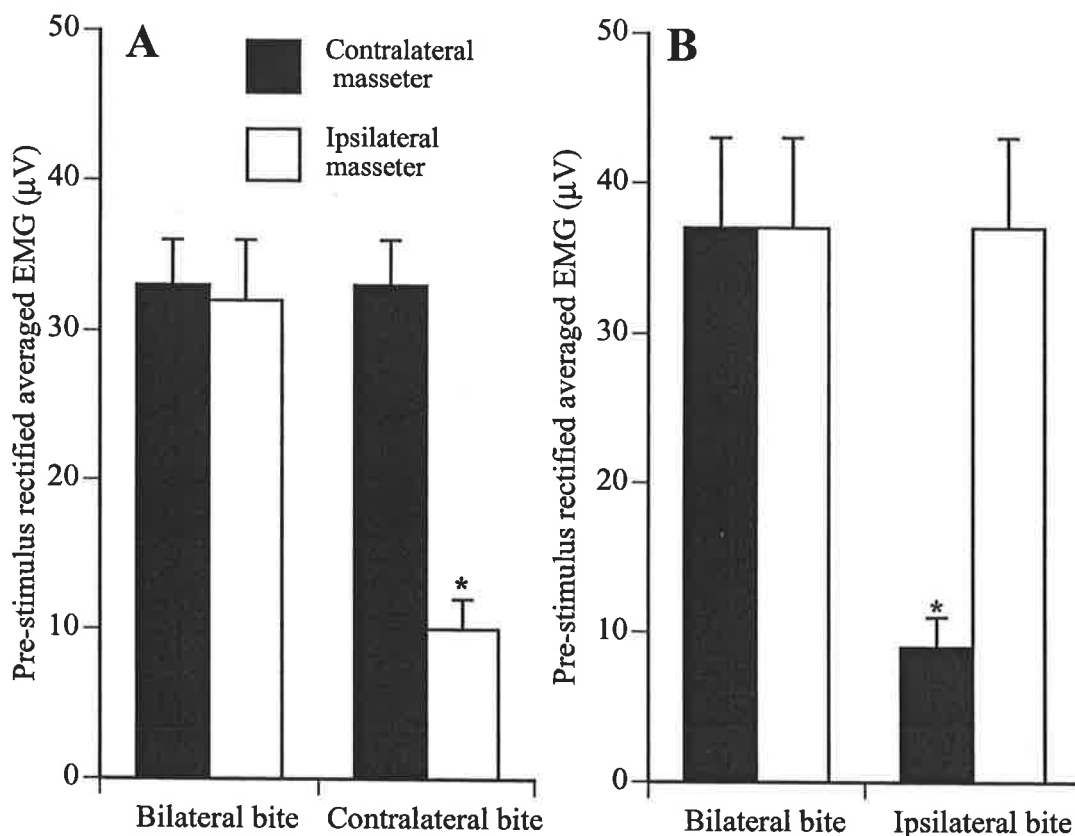 A
Contralateral
masseter
Ipsilateral
masseter
Pre-stimulus rectified averaged EMG (µV)
50
40
30
20
10
0
*
Bilateral bite
Contralateral bite
B
Pre-stimulus rectified averaged EMG (µV)
50
40
30
20
10
0
*
Bilateral bite
Ipsilateral bite